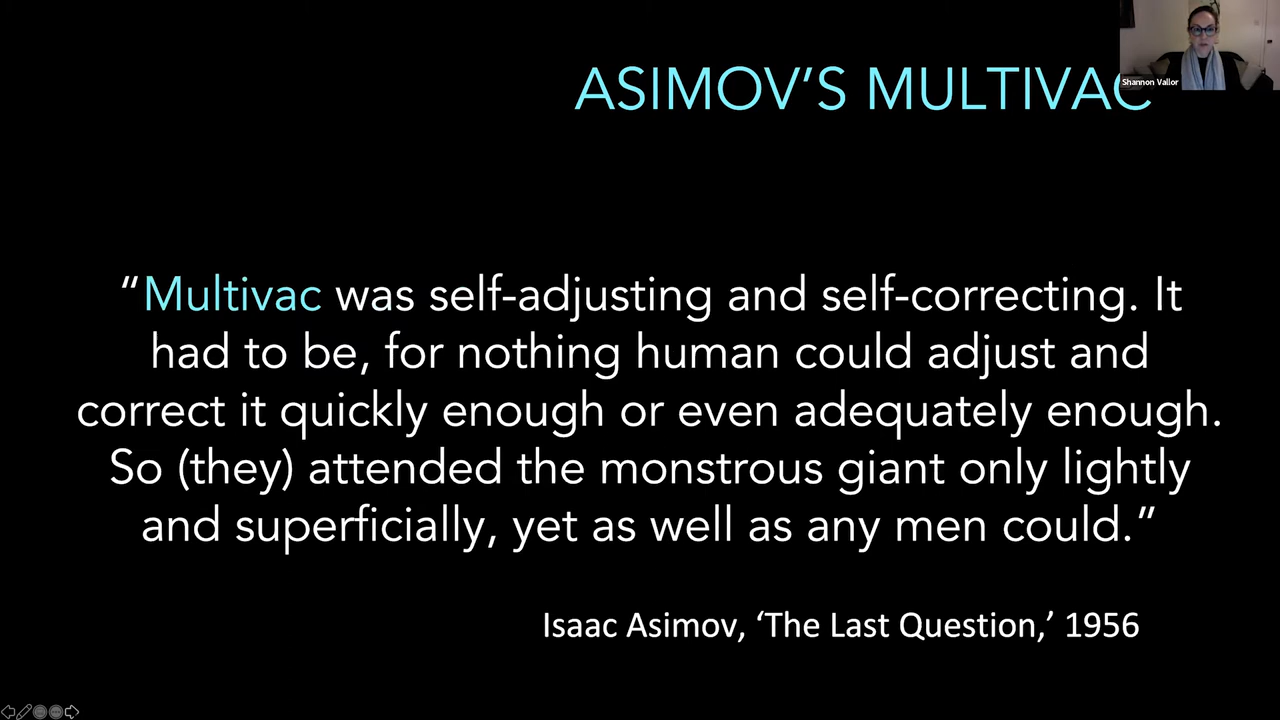 Shannon Vallor
ASIMOV’S MULTIVAC
“Multivac was self-adjusting and self-correcting. It
had to be, for nothing human could adjust and
correct it quickly enough or even adequately enough.
So (they) attended the monstrous giant only lightly
and superficially, yet as well as any men could.”
Isaac Asimov, ‘The Last Question,’ 1956